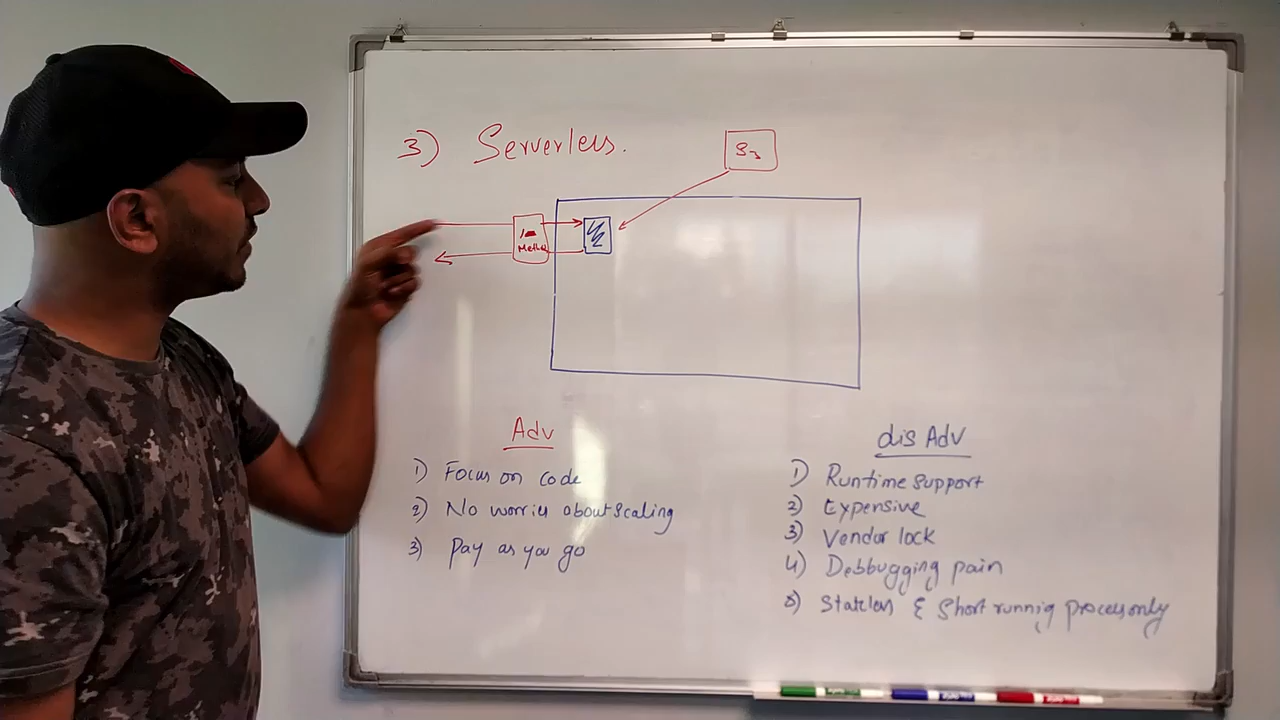 3) Serverless.
S3
Adv
1) Focus on code
2) No worries about scaling
3) Pay as you go
dis Adv
1) Runtime support
2) Expensive
3) Vendor lock
4) Debbugging pain
5) Stateless & short running process only